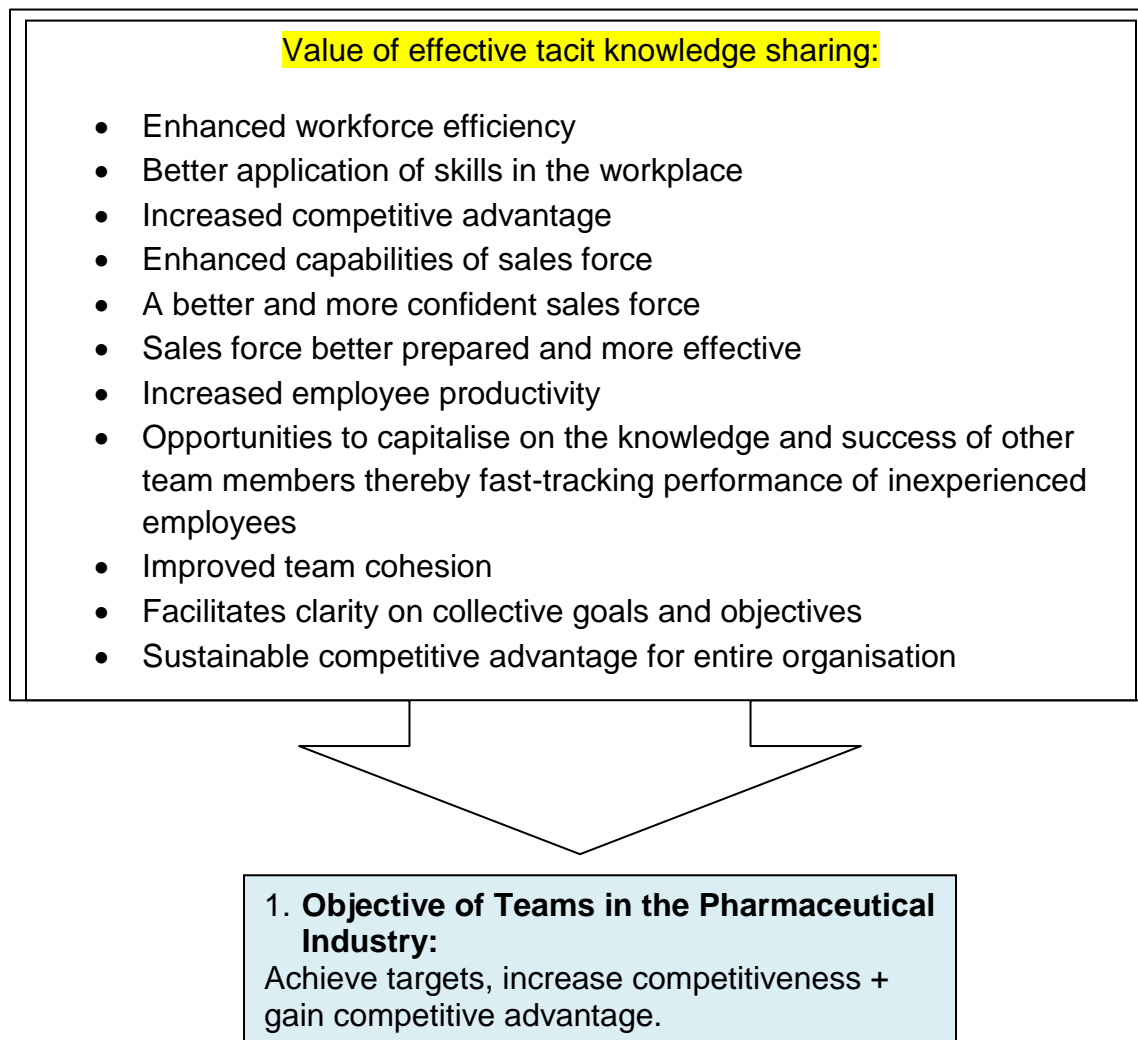 Value of effective tacit knowledge sharing:
• Enhanced workforce efficiency
• Better application of skills in the workplace
• Increased competitive advantage
• Enhanced capabilities of sales force
• A better and more confident sales force
• Sales force better prepared and more effective
• Increased employee productivity
• Opportunities to capitalise on the knowledge and success of other
team members thereby fast-tracking performance of inexperienced
employees
• Improved team cohesion
• Facilitates clarity on collective goals and objectives
• Sustainable competitive advantage for entire organisation
1. Objective of Teams in the Pharmaceutical
Industry:
Achieve targets, increase competitiveness +
gain competitive advantage.